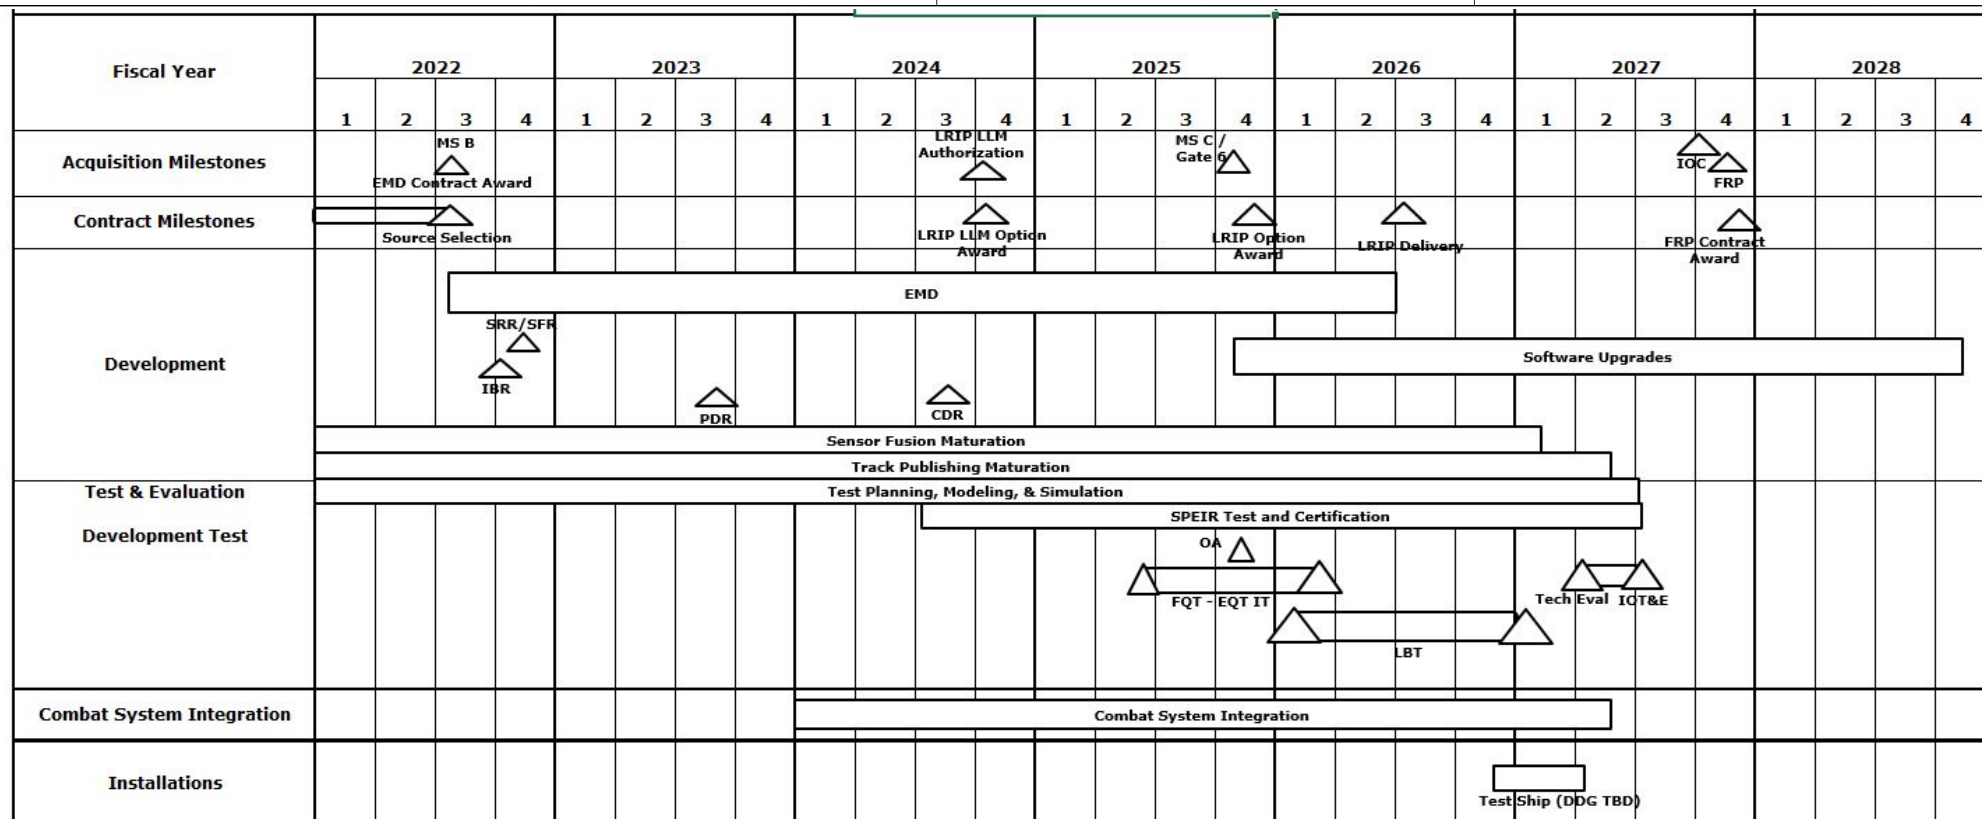 Fiscal Year
2022
2023
2024
2025
2026
2027
2028
1 2 3 4 1 2 3 4 1 2 3 4 1 2 3 4 1 2 3 4 1 2 3 4 1 2 3 4
Acquisition Milestones
MS B
EMD Contract Award
LRIP LLM
Authorization
MS C /
Gate 6
IOC
FRP
Contract Milestones
Source Selection
LRIP LLM Option
Award
LRIP Option
Award
LRIP Delivery
FRP Contract
Award
Development
EMD
SRR/SFR
IBR
PDR
CDR
Software Upgrades
Sensor Fusion Maturation
Track Publishing Maturation
Test & Evaluation
Development Test
Test Planning, Modeling, & Simulation
SPEIR Test and Certification
OA
FQT - EQT IT
Tech Eval
IOT&E
LBT
Combat System Integration
Combat System Integration
Installations
Test Ship (DDG TBD)